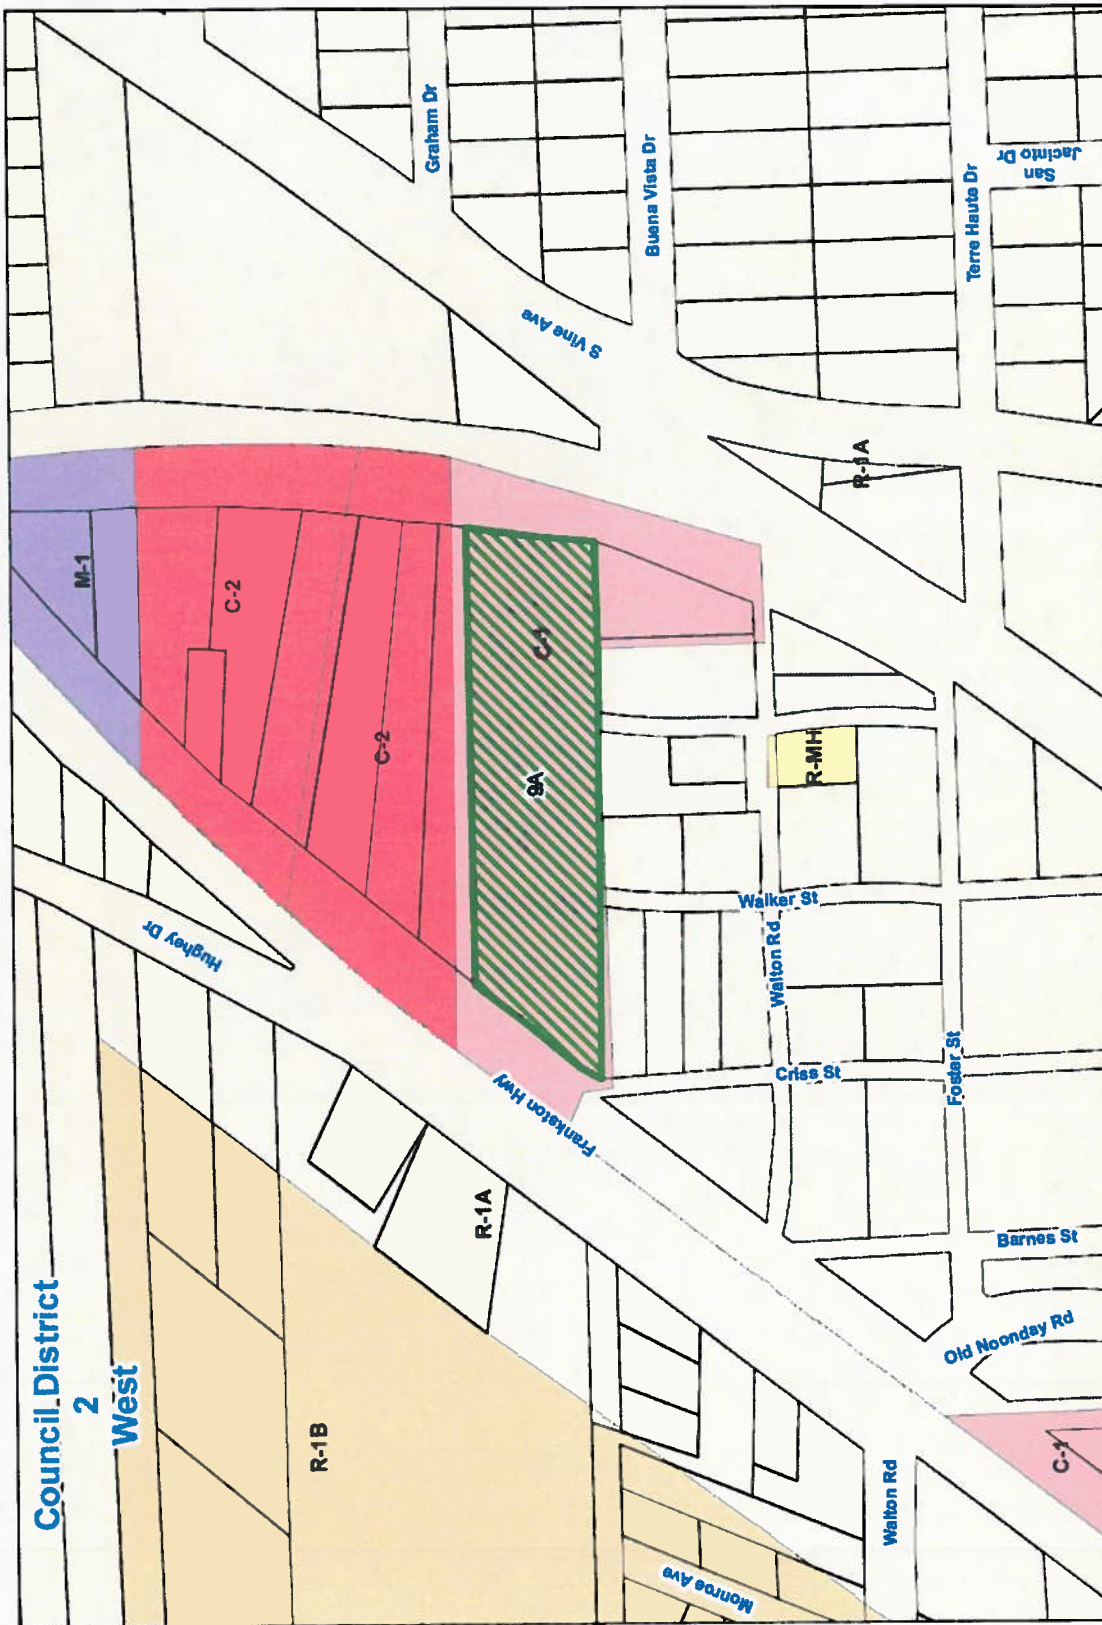 Council District
2
West
Hughey Dr
M-1
C-2
C-2
Graham Dr
S Vine Ave
Buena Vista Dr
Terre Haute Dr
San
Jacinto Dr
R-1A
C-1
9A
R-MH
Frankston Hwy
Walker St
Walton Rd
Criss St
Foster St
R-1A
R-1B
Barnes St
Old Noonday Rd
Monroe Ave
Walton Rd
C-1